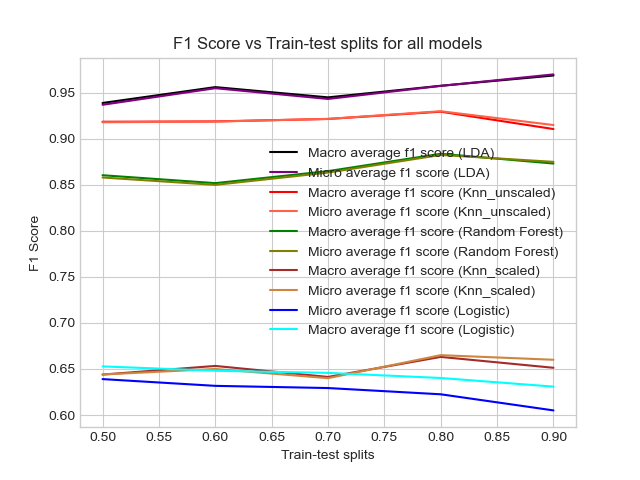 F1 Score vs Train-test splits for all models
F1 Score
0.95
0.90
0.85
0.80
0.75
0.70
0.65
0.60
Macro average f1 score (LDA)
Micro average f1 score (LDA)
Macro average f1 score (Knn_unscaled)
Micro average f1 score (Knn_unscaled)
Macro average f1 score (Random Forest)
Micro average f1 score (Random Forest)
Macro average f1 score (Knn_scaled)
Micro average f1 score (Knn_scaled)
Micro average f1 score (Logistic)
Macro average f1 score (Logistic)
0.50 0.55 0.60 0.65 0.70 0.75 0.80 0.85 0.90
Train-test splits